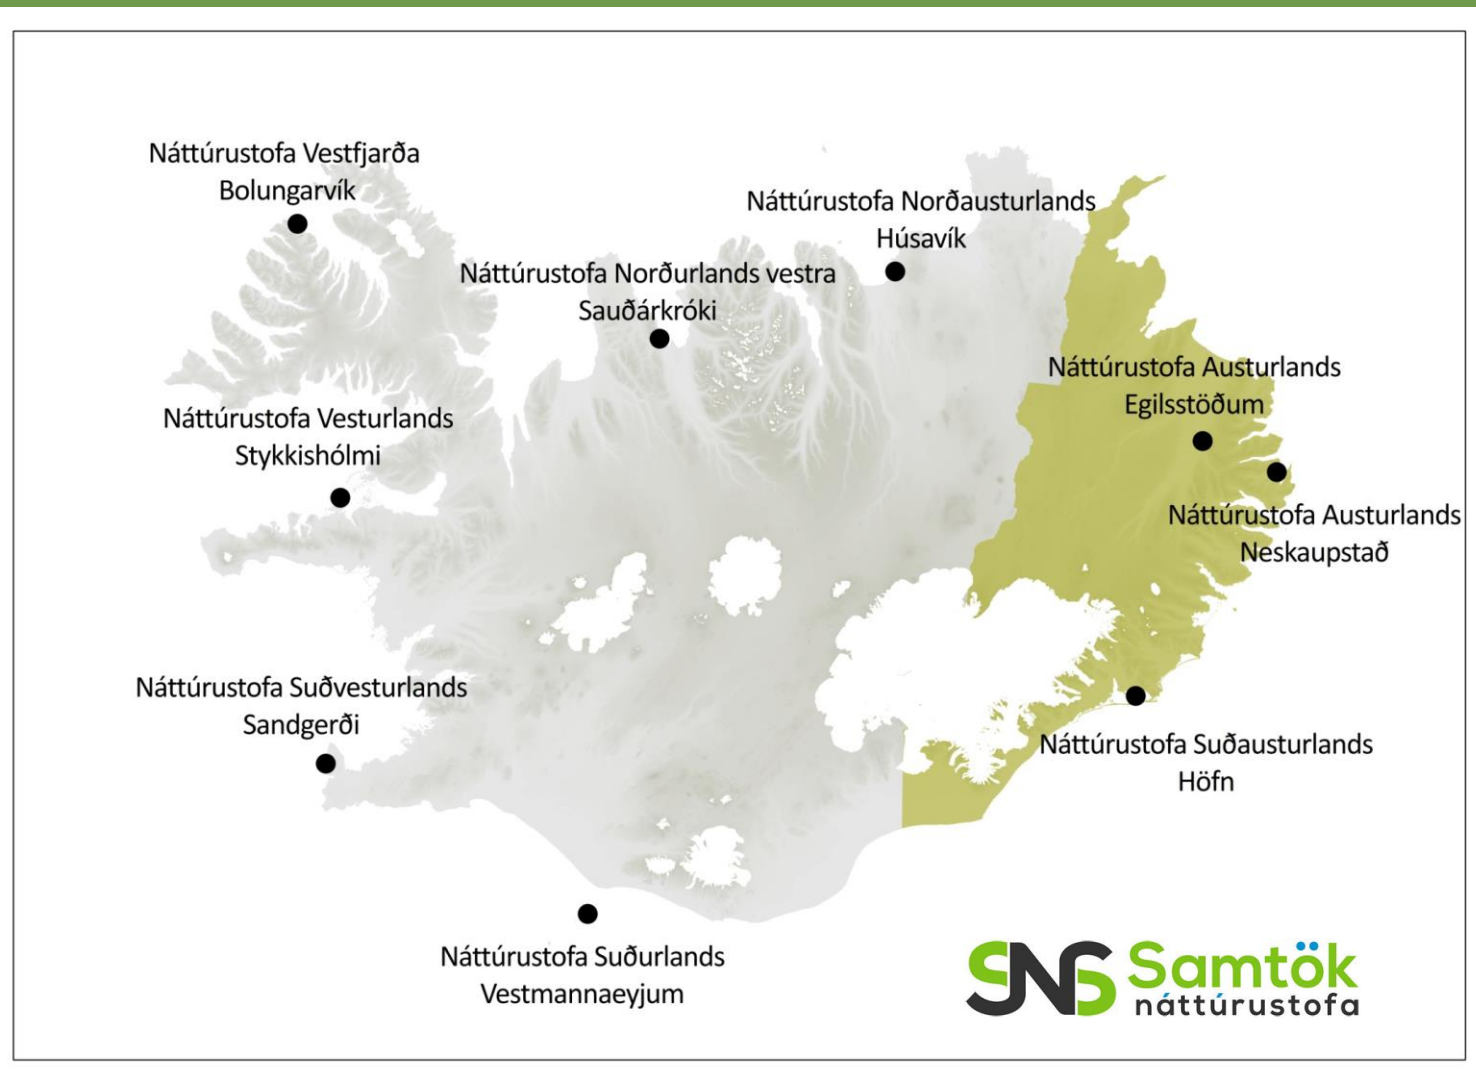 Náttúrustofa Vestfjarða
Bolungarvík
Náttúrustofa Norðausturlands
Húsavík
Náttúrustofa Norðurlands vestra
Sauðárkróki
Náttúrustofa Austurlands
Egilsstöðum
Náttúrustofa Vesturlands
Stykkishólmi
Náttúrustofa Austurlands
Neskaupstað
Náttúrustofa Suðvesturlands
Sandgerði
Náttúrustofa Suðausturlands
Höfn
Náttúrustofa Suðurlands
Vestmannaeyjum
SNS Samtök
náttúrustofa